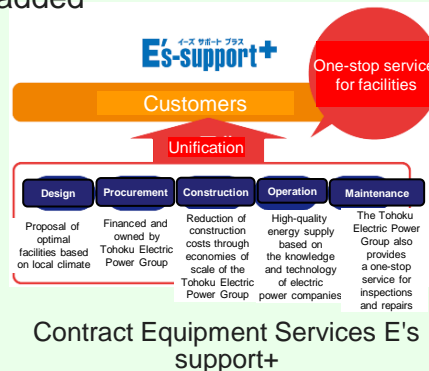 added
イーズ サポート プラス
E's-support+
One-stop service
for facilities
Customers
Unification
Design
Procurement
Construction
Operation
Maintenance
Proposal of
optimal
facilities based
on local climate
Financed and
owned by
Tohoku Electric
Power Group
Reduction of
construction
costs through
economies of
scale of the
Tohoku Electric
Power Group
High-quality
energy supply
based on
the knowledge
and technology
of electric
power companies
The Tohoku
Electric Power
Group also
provides
a one-stop
service for
inspections
and repairs
Contract Equipment Services E's
support+